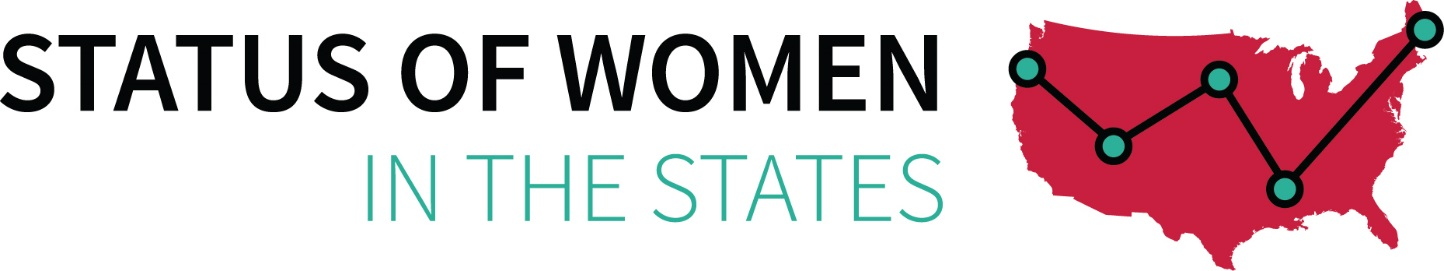 STATUS OF WOMEN
IN THE STATES